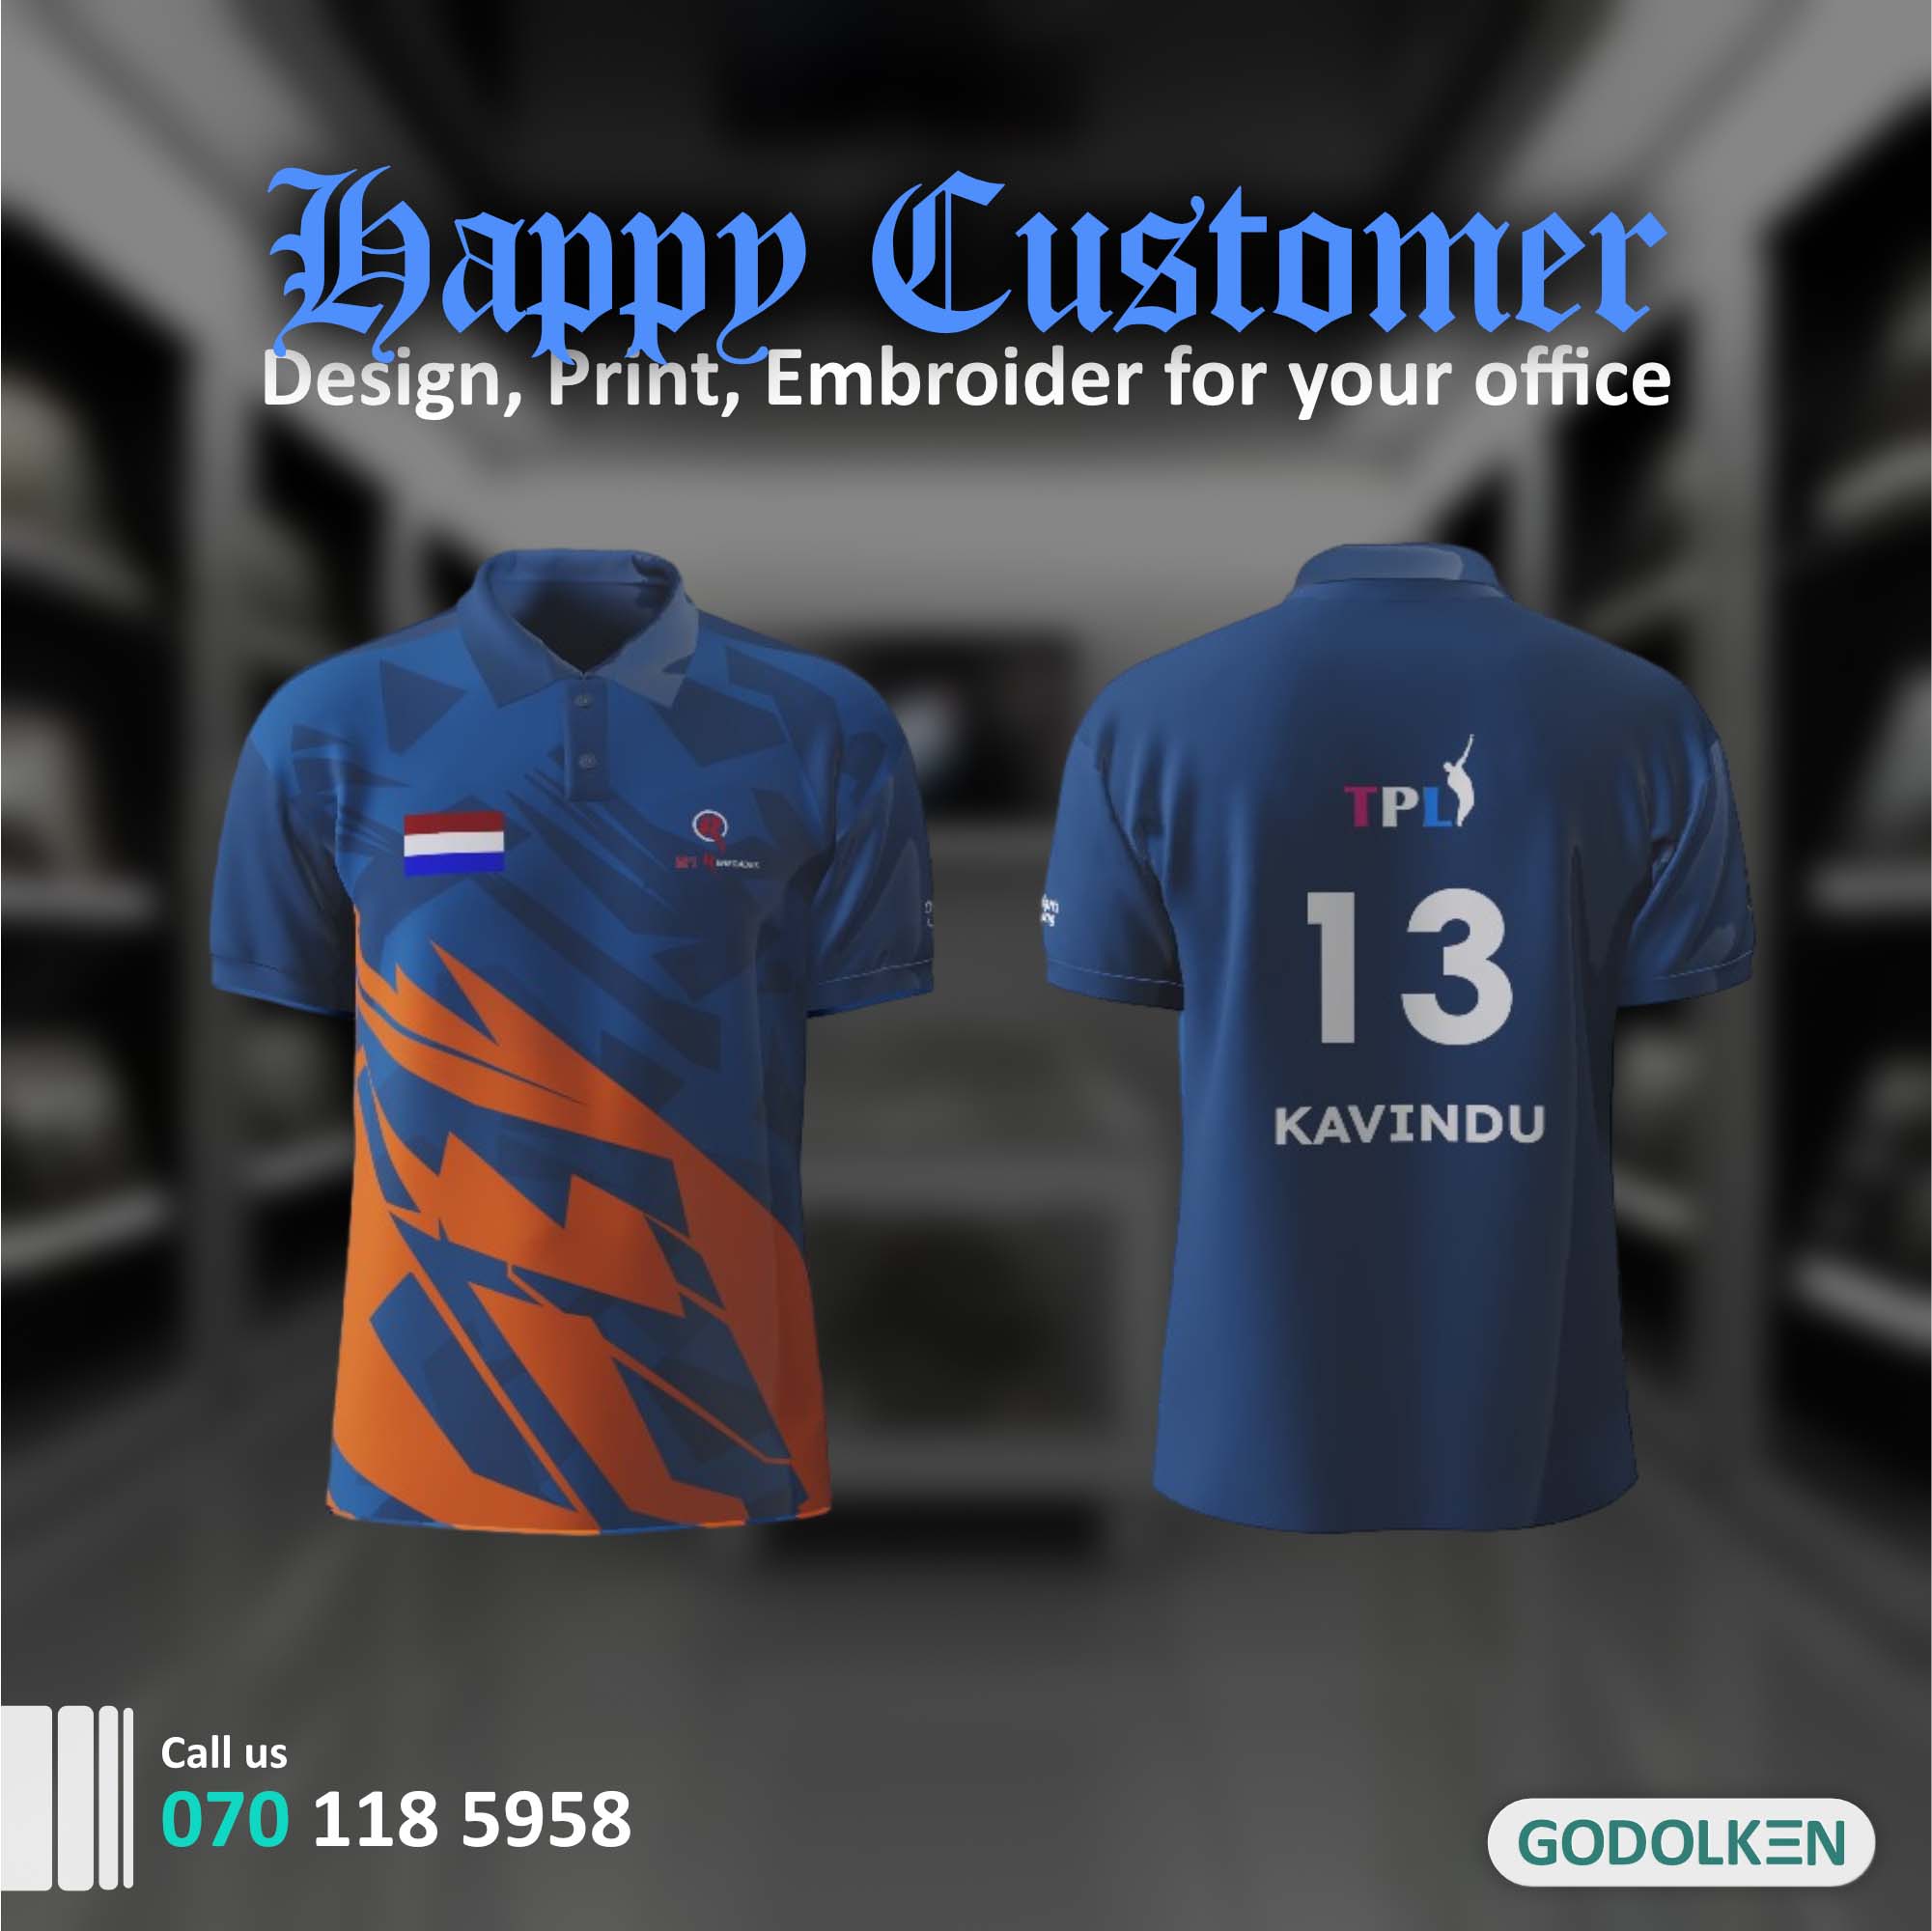 Happy Customer
Design, Print, Embroider for your office
TPL
13
KAVINDU
Call us
070 118 5958
GODOLKEN